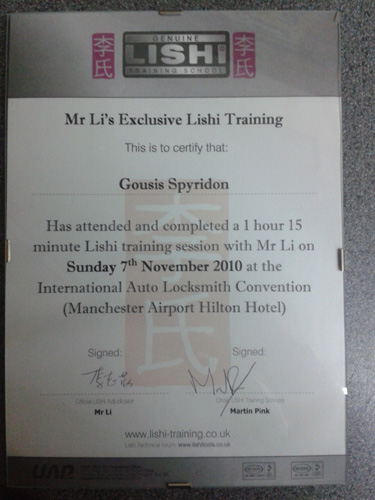 GENUINE
李氏 LISHI 李氏
TRAINING SCHOOL
Mr Li's Exclusive Lishi Training
This is to certify that:
Gousis Spyridon
Has attended and completed a 1 hour 15
minute Lishi training session with Mr Li on
Sunday 7th November 2010 at the
International Auto Locksmith Convention
(Manchester Airport Hilton Hotel)
李氏
Signed: Signed:
Mr Li Martin Pink
www.lishi-training.co.uk
UAP